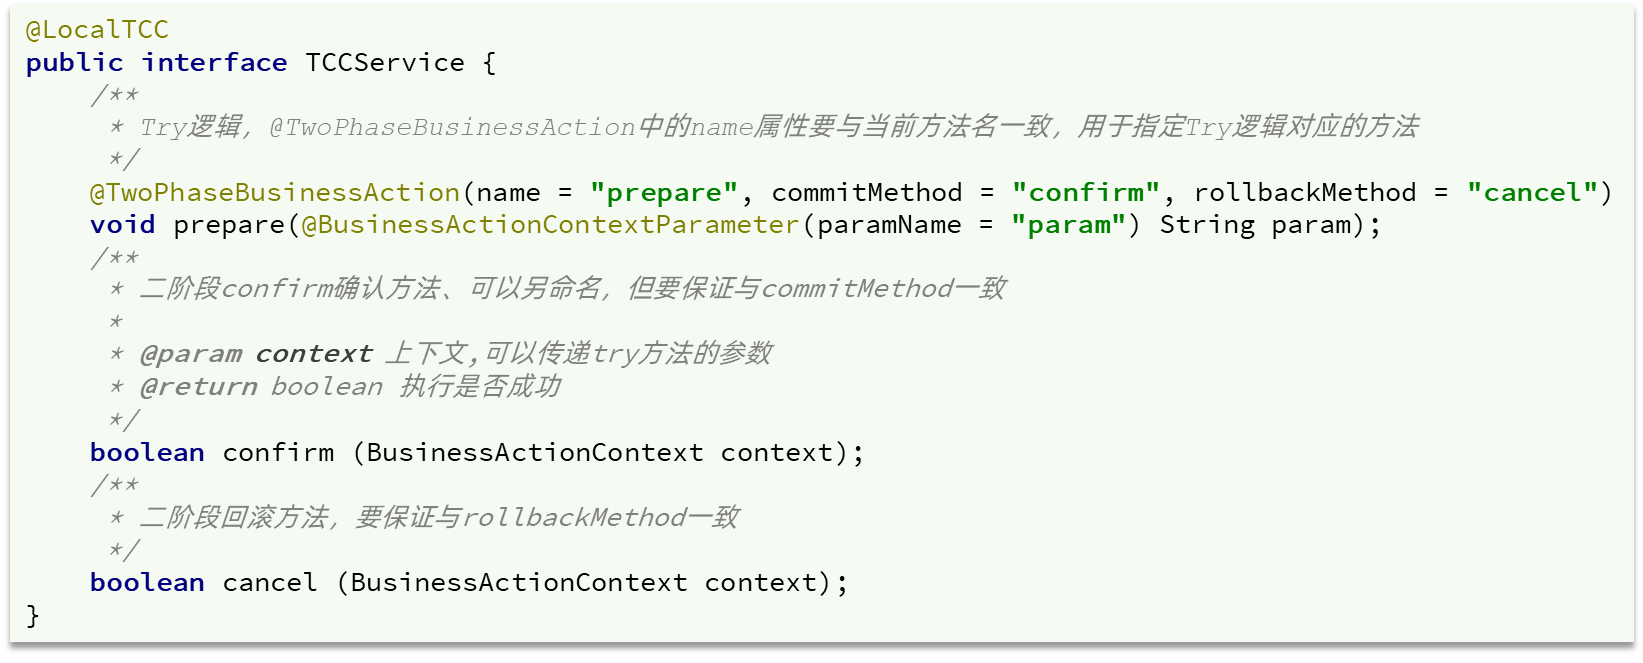 @LocalTCC
public interface TCCService {
    /**
     * Try逻辑，@TwoPhaseBusinessAction中的name属性要与当前方法名一致，用于指定Try逻辑对应的方法
     */
    @TwoPhaseBusinessAction(name = "prepare", commitMethod = "confirm", rollbackMethod = "cancel")
    void prepare(@BusinessActionContextParameter(paramName = "param") String param);
    /**
     * 二阶段confirm确认方法、可以另命名，但要保证与commitMethod一致
     *
     * @param context 上下文,可以传递try方法的参数
     * @return boolean 执行是否成功
     */
    boolean confirm (BusinessActionContext context);
    /**
     * 二阶段回滚方法，要保证与rollbackMethod一致
     */
    boolean cancel (BusinessActionContext context);
}